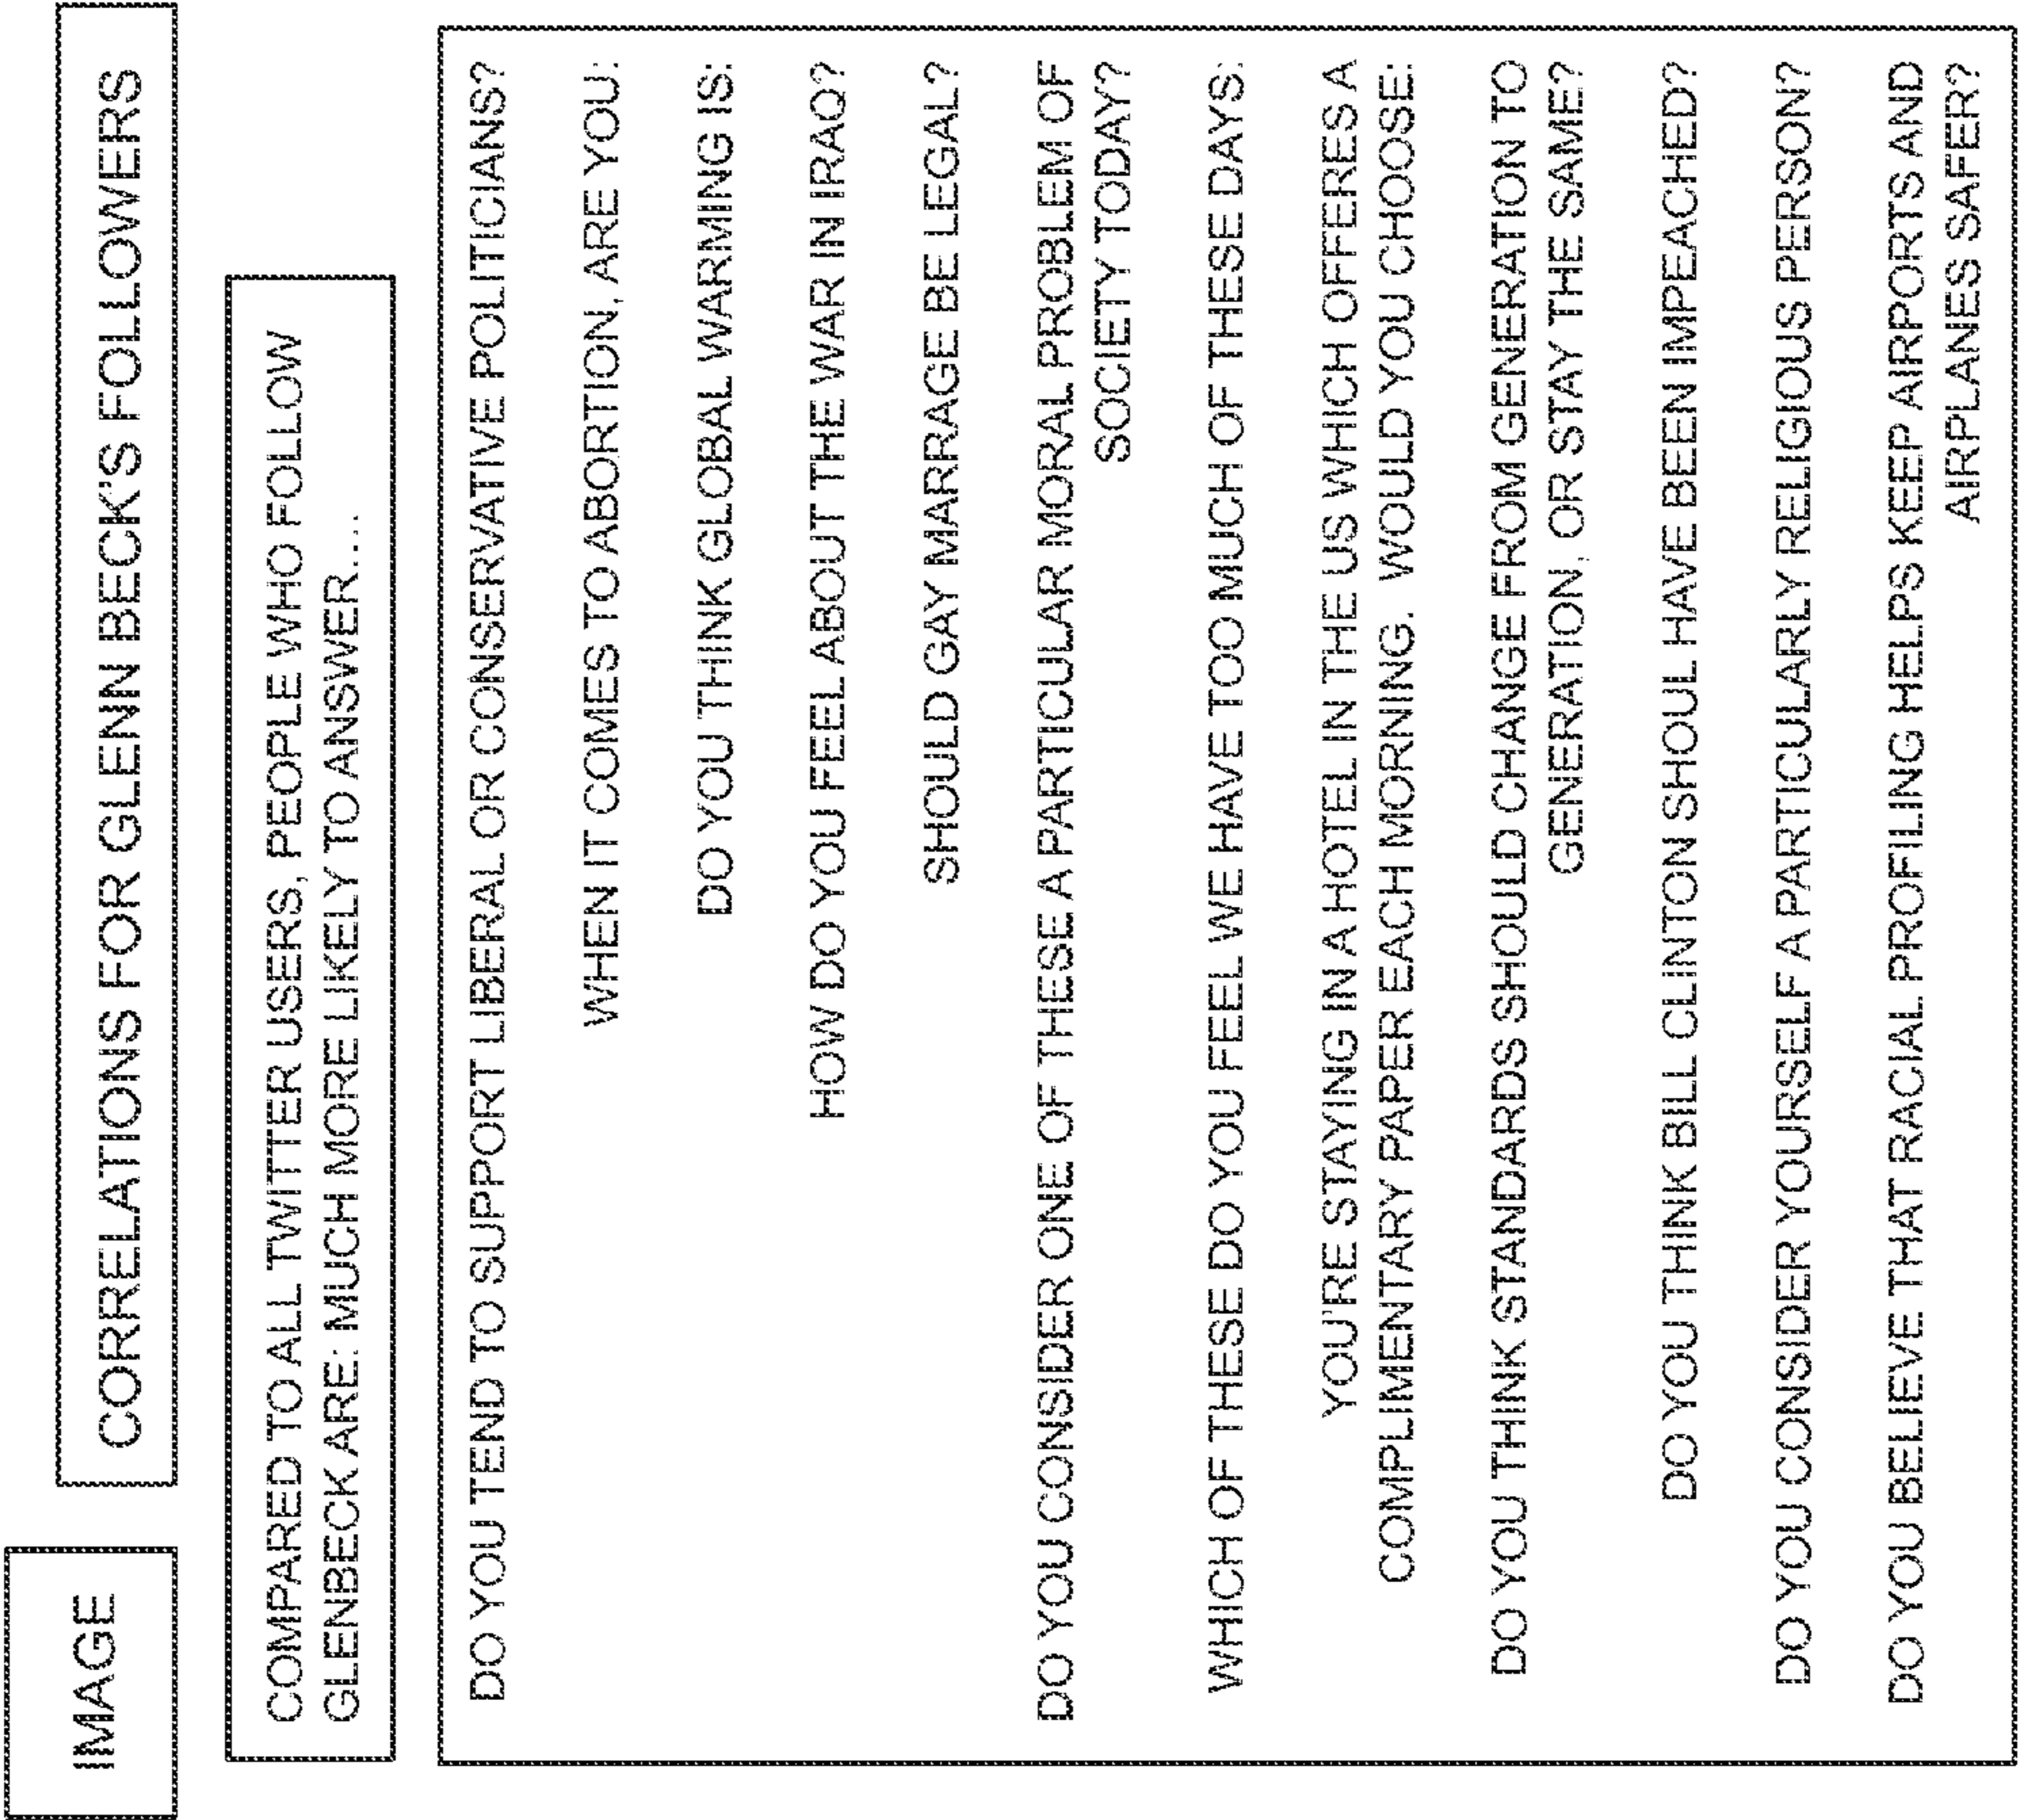 IMAGE
CORRELATIONS FOR GLENN BECK'S FOLLOWERS
COMPARED TO ALL TWITTER USERS, PEOPLE WHO FOLLOW
GLENBECK ARE: MUCH MORE LIKELY TO ANSWER....
DO YOU TEND TO SUPPORT LIBERAL OR CONSERVATIVE POLITICIANS?
WHEN IT COMES TO ABORTION, ARE YOU:
DO YOU THINK GLOBAL WARMING IS:
HOW DO YOU FEEL ABOUT THE WAR IN IRAQ?
SHOULD GAY MARRAGE BE LEGAL?
DO YOU CONSIDER ONE OF THESE A PARTICULAR MORAL PROBLEM OF
SOCIETY TODAY?
WHICH OF THESE DO YOU FEEL WE HAVE TOO MUCH OF THESE DAYS:
YOU'RE STAYING IN A HOTEL IN THE US WHICH OFFERES A
COMPLIMENTARY PAPER EACH MORNING. WOULD YOU CHOOSE:
DO YOU THINK STANDARDS SHOULD CHANGE FROM GENERATION TO
GENERATION, OR STAY THE SAME?
DO YOU THINK BILL CLINTON SHOUL HAVE BEEN IMPEACHED?
DO YOU CONSIDER YOURSELF A PARTICULARLY RELIGIOUS PERSON?
DO YOU BELIEVE THAT RACIAL PROFILING HELPS KEEP AIRPORTS AND
AIRPLANES SAFER?